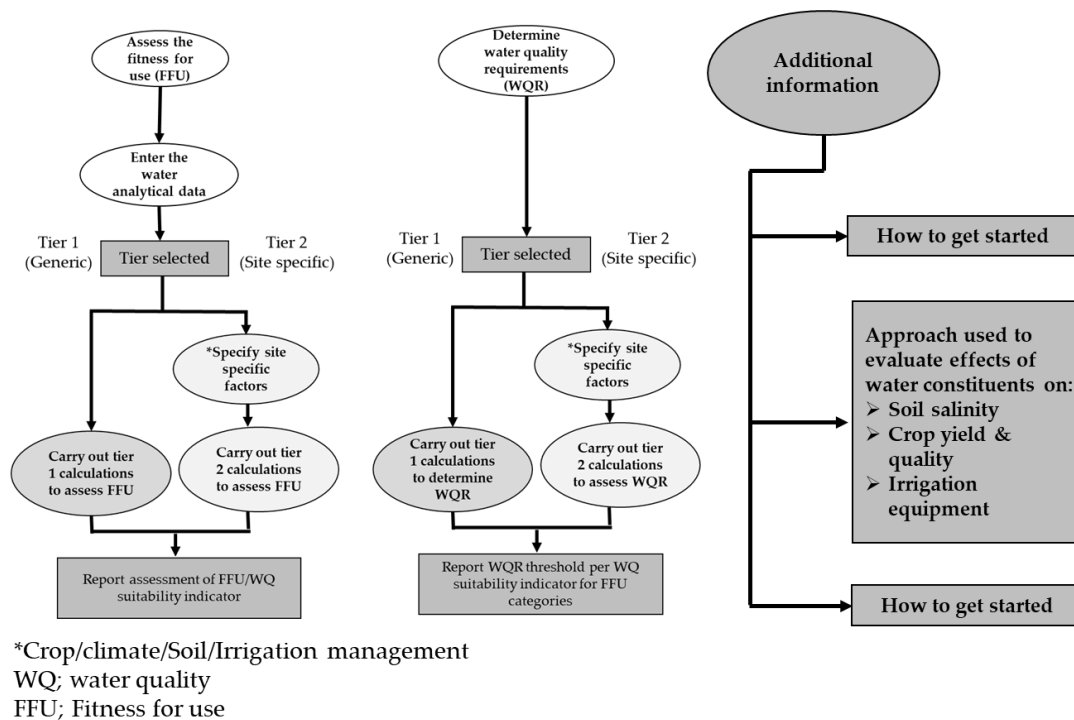 Assess the
fitness for
use (FFU)
Enter the
water
analytical data
Tier 1
(Generic)
Tier selected
Tier 2
(Site specific)
*Specify site
specific
factors
Carry out tier
1 calculations
to assess FFU
Carry out tier
2 calculations
to assess FFU
Report assessment of FFU/WQ
suitability indicator
Determine
water quality
requirements
(WQR)
Tier 1
(Generic)
Tier selected
Tier 2
(Site specific)
*Specify site
specific
factors
Carry out tier
1 calculations
to determine
WQR
Carry out tier
2 calculations
to assess WQR
Report WQR threshold per WQ
suitability indicator for FFU
categories
Additional
information
How to get started
Approach used to
evaluate effects of
water constituents on:
➢ Soil salinity
➢ Crop yield &
quality
➢ Irrigation
equipment
How to get started
*Crop/climate/Soil/Irrigation management
WQ; water quality
FFU; Fitness for use